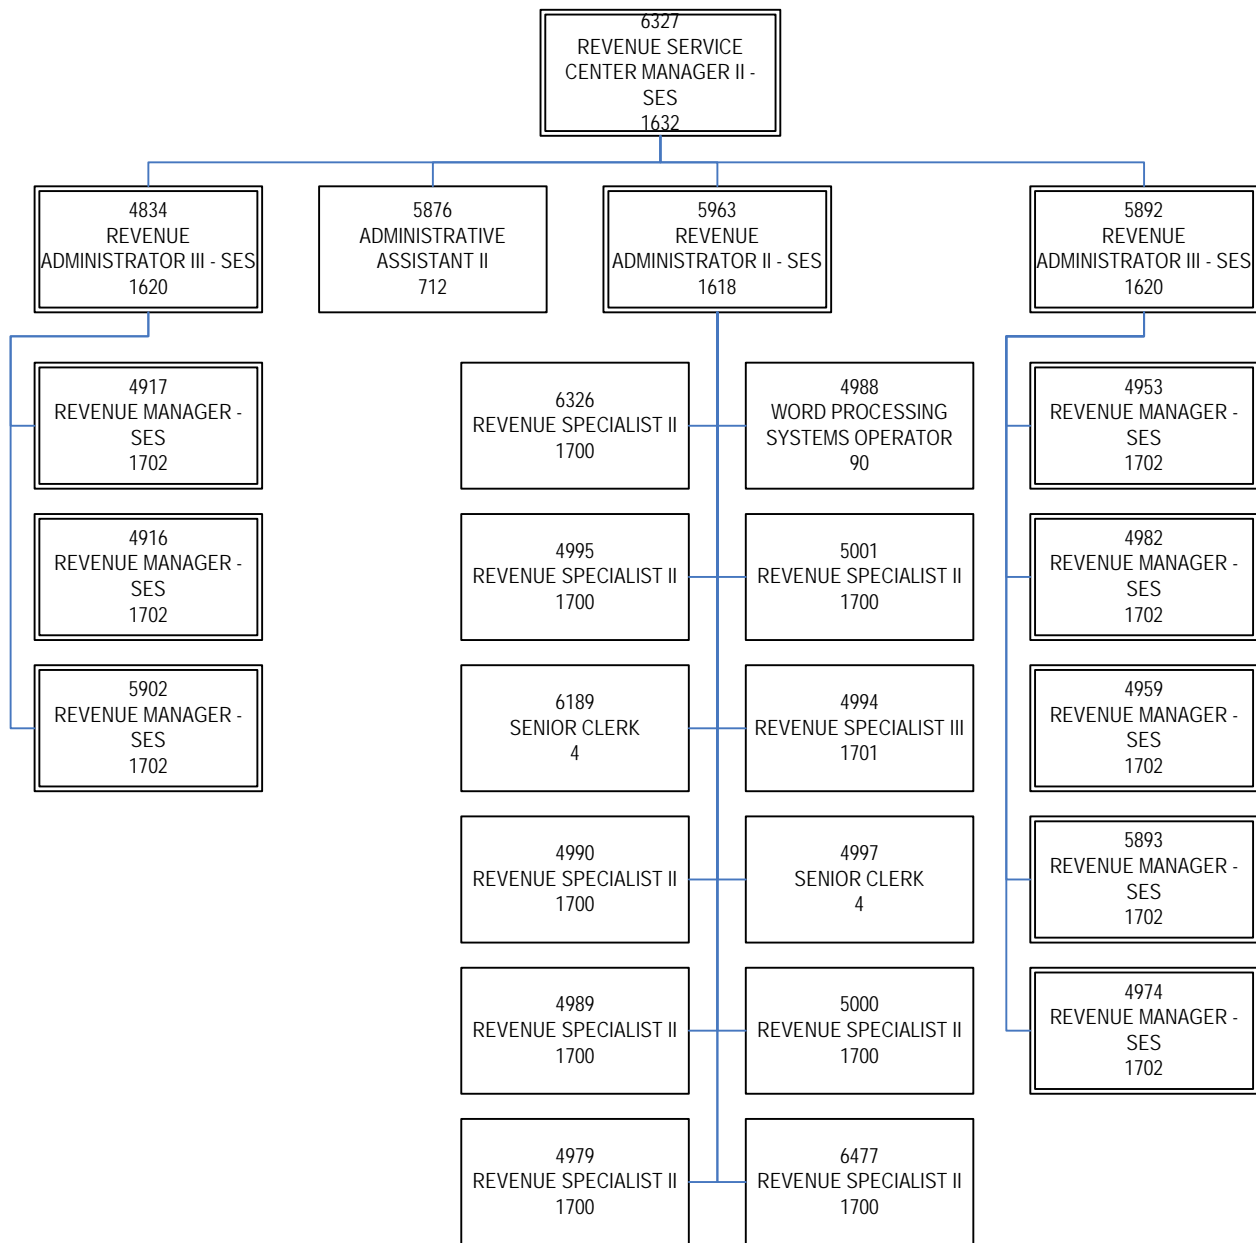 6327
REVENUE SERVICE
CENTER MANAGER II -
SES
1632
4834
REVENUE
ADMINISTRATOR III - SES
1620
5876
ADMINISTRATIVE
ASSISTANT II
712
5963
REVENUE
ADMINISTRATOR II - SES
1618
5892
REVENUE
ADMINISTRATOR III - SES
1620
4917
REVENUE MANAGER -
SES
1702
6326
REVENUE SPECIALIST II
1700
4988
WORD PROCESSING
SYSTEMS OPERATOR
90
4953
REVENUE MANAGER -
SES
1702
4916
REVENUE MANAGER -
SES
1702
4995
REVENUE SPECIALIST II
1700
5001
REVENUE SPECIALIST II
1700
4982
REVENUE MANAGER -
SES
1702
5902
REVENUE MANAGER -
SES
1702
6189
SENIOR CLERK
4
4994
REVENUE SPECIALIST III
1701
4959
REVENUE MANAGER -
SES
1702
4990
REVENUE SPECIALIST II
1700
4997
SENIOR CLERK
4
5893
REVENUE MANAGER -
SES
1702
4989
REVENUE SPECIALIST II
1700
5000
REVENUE SPECIALIST II
1700
4974
REVENUE MANAGER -
SES
1702
4979
REVENUE SPECIALIST II
1700
6477
REVENUE SPECIALIST II
1700